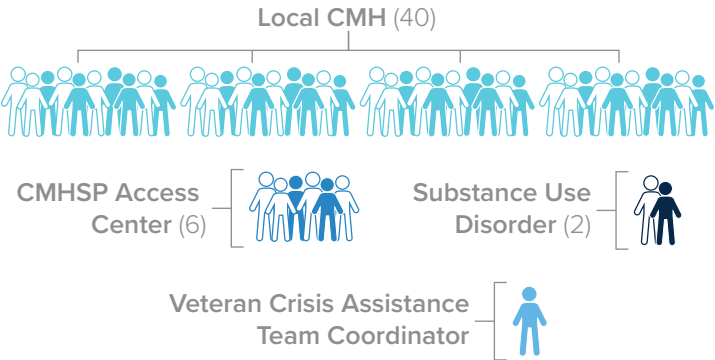 Local CMH (40)
CMHSP Access
Center (6)
Substance Use
Disorder (2)
Veteran Crisis Assistance
Team Coordinator